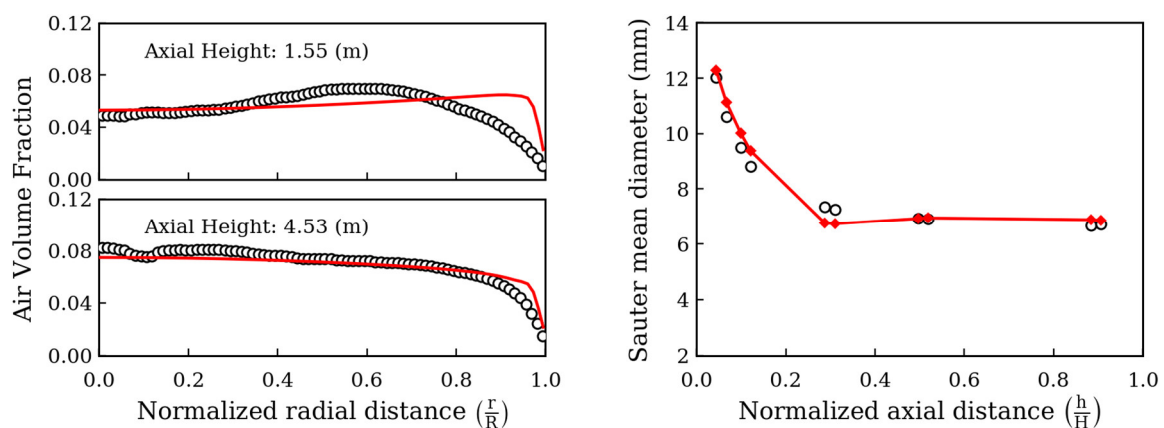 0.12
Axial Height: 1.55 (m)
0.08
0.04
0.00
0.12
Axial Height: 4.53 (m)
0.08
0.04
0.00
0.0 0.2 0.4 0.6 0.8 1.0
Air Volume Fraction
Normalized radial distance (r/R)
14
12
10
8
6
4
2
0.0 0.2 0.4 0.6 0.8 1.0
Sauter mean diameter (mm)
Normalized axial distance (h/H)